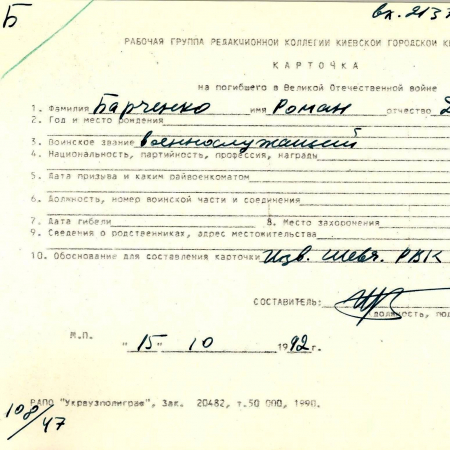 Б
вх. 2137
РАБОЧАЯ ГРУППА РЕДАКЦИОННОЙ КОЛЛЕГИИ КИЕВСКОЙ ГОРОДСКОЙ К
КАРТОЧКА
на погибшего в Великой Отечественной войне
1. Фамилия Барченко имя Роман отчество
2. Год и место рождения
3. Воинское звание военнослужащий
4. Национальность, партийность, профессия, награды
5. Дата призыва и каким райвоенкоматом
6. Должность, номер воинской части и соединения
7. Дата гибели 8. Место захоронения
9. Сведения о родственниках, адрес местожительства
10. Обоснование для составления карточки Изв. Шевч. РВК
СОСТАВИТЕЛЬ:
должность, под
М.П.
"15" 10 1992г.
РАПО "Укрвузполиграф", Зак. 20482, т.50 000, 1990.
108/47